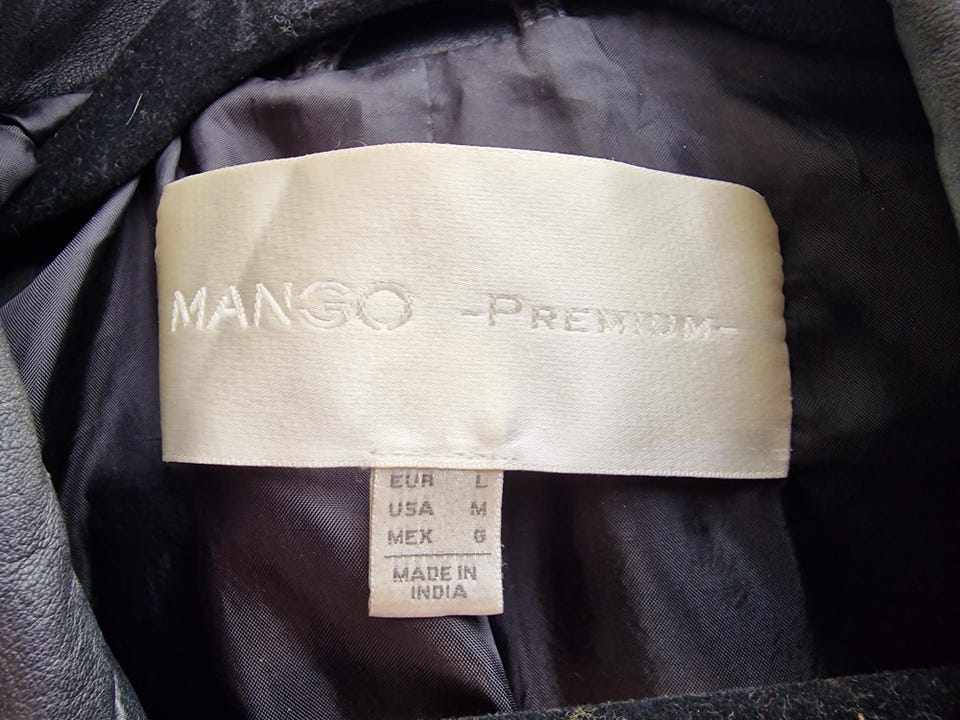 MANGO -PREMIUM-
EUR L
USA M
MEX G
MADE IN
INDIA